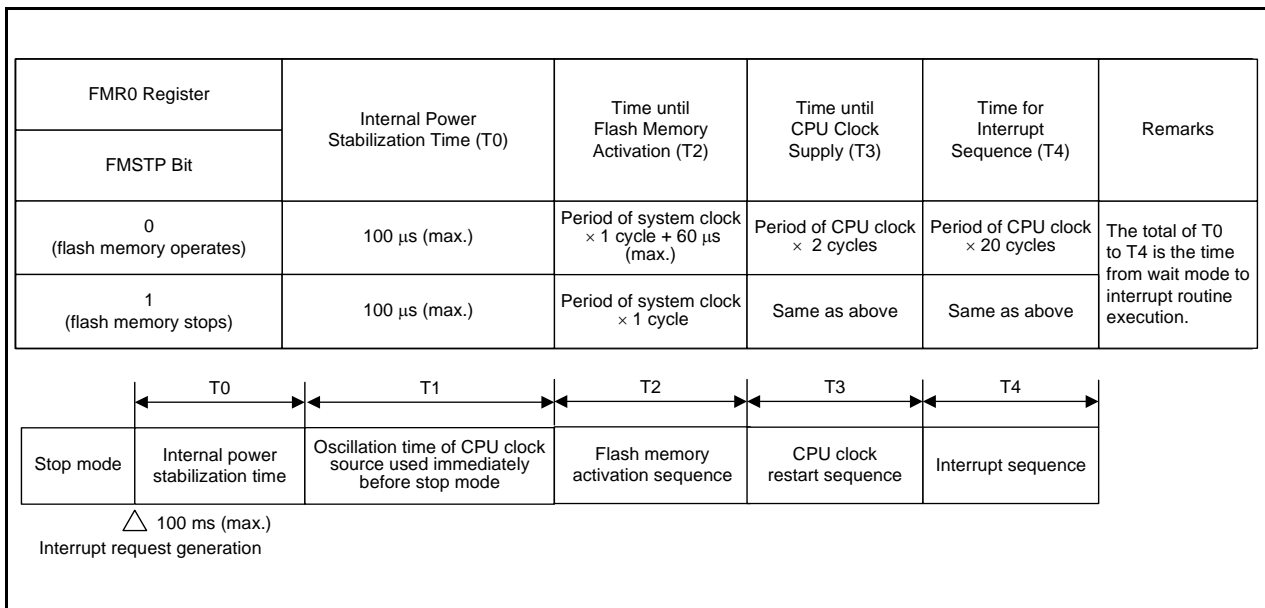 FMR0 Register
FMSTP Bit
Internal Power
Stabilization Time (T0)
Time until
Flash Memory
Activation (T2)
Time until
CPU Clock
Supply (T3)
Time for
Interrupt
Sequence (T4)
Remarks
0
(flash memory operates)
100 μs (max.)
Period of system clock
× 1 cycle + 60 μs
(max.)
Period of CPU clock
× 2 cycles
Period of CPU clock
× 20 cycles
The total of T0
to T4 is the time
from wait mode to
interrupt routine
execution.
1
(flash memory stops)
100 μs (max.)
Period of system clock
× 1 cycle
Same as above
Same as above
T0
T1
T2
T3
T4
Stop mode
Internal power
stabilization time
Oscillation time of CPU clock
source used immediately
before stop mode
Flash memory
activation sequence
CPU clock
restart sequence
Interrupt sequence
100 ms (max.)
Interrupt request generation